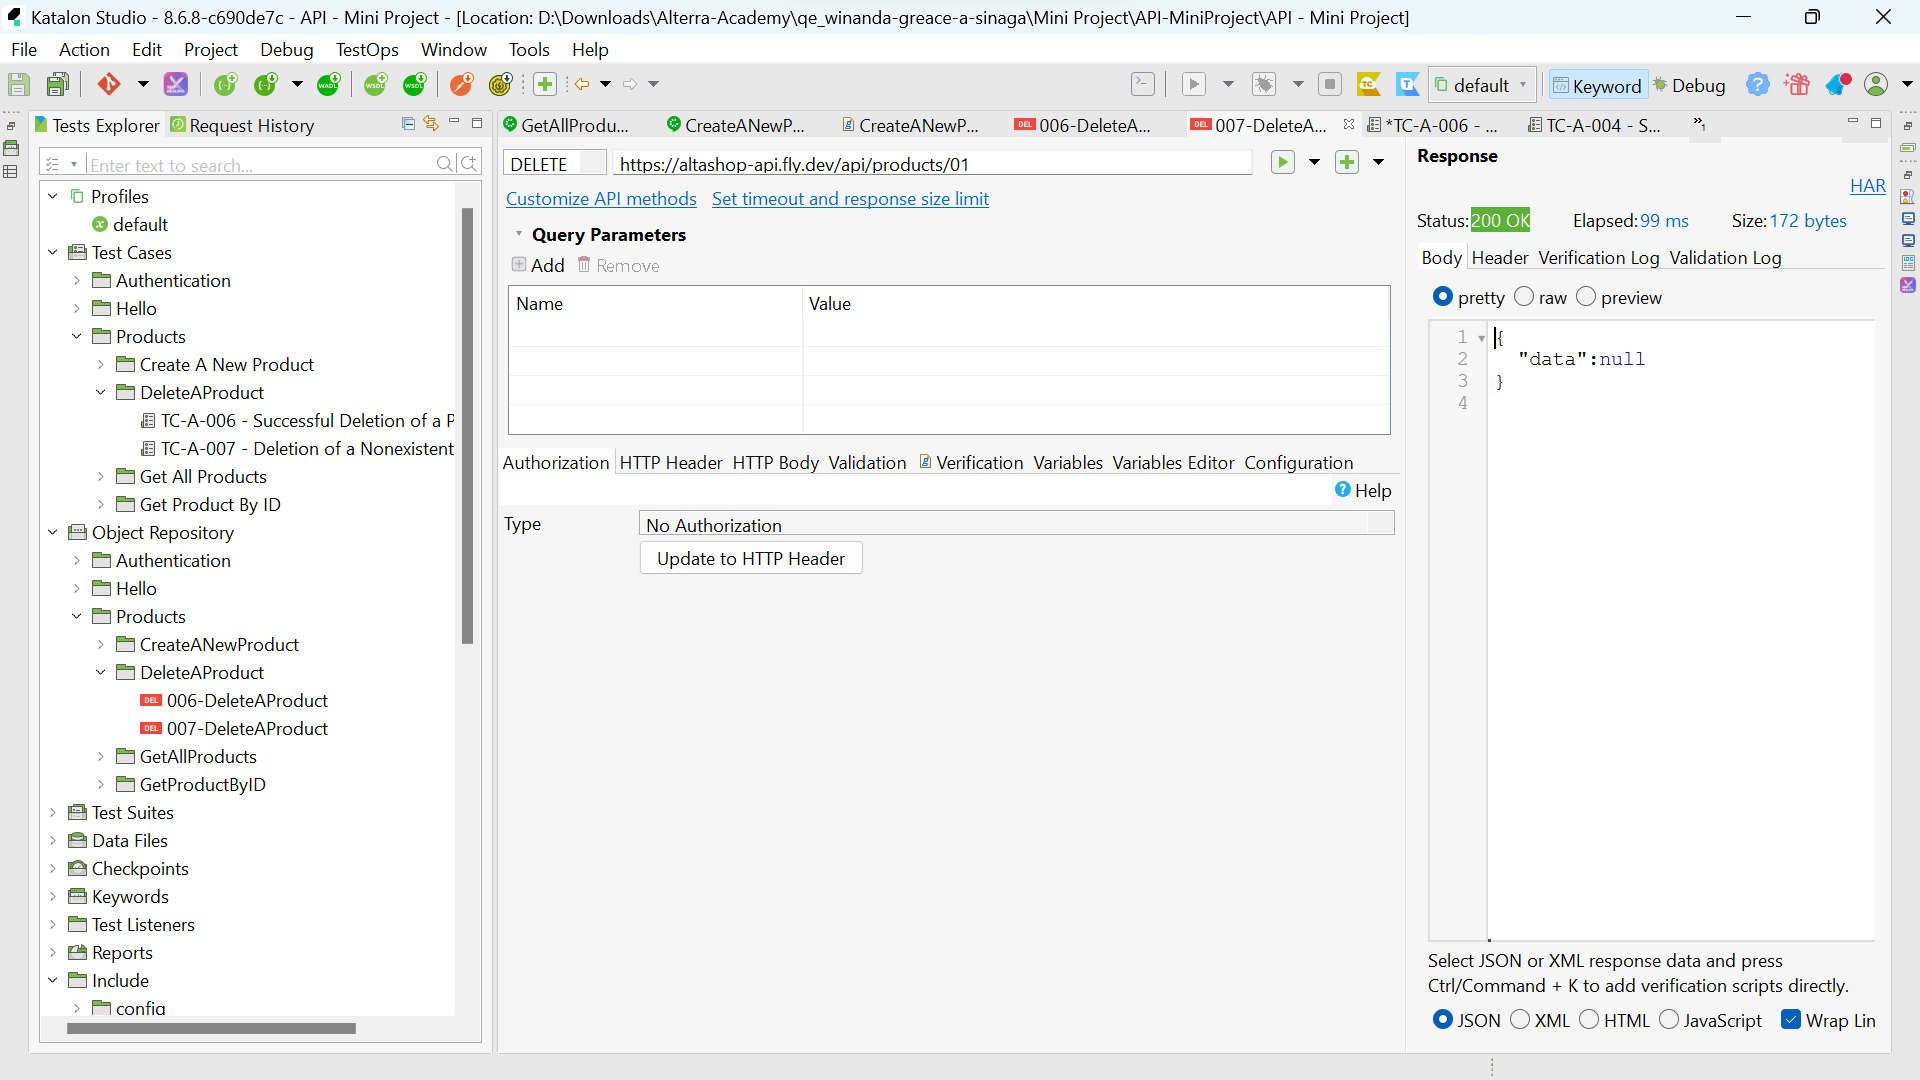 Katalon Studio - 8.6.8-c690de7c - API - Mini Project - [Location: D:\Downloads\Alterra-Academy\qe_winanda-greace-a-sinaga\Mini Project\API-MiniProject\API - Mini Project]
File Action Edit Project Debug TestOps Window Tools Help
default Keyword Debug
Tests Explorer Request History
Enter text to search...
Profiles
default
Test Cases
Authentication
Hello
Products
Create A New Product
DeleteAProduct
TC-A-006 - Successful Deletion of a P
TC-A-007 - Deletion of a Nonexistent
Get All Products
Get Product By ID
Object Repository
Authentication
Hello
Products
CreateANewProduct
DeleteAProduct
DEL 006-DeleteAProduct
DEL 007-DeleteAProduct
GetAllProducts
GetProductByID
Test Suites
Data Files
Checkpoints
Keywords
Test Listeners
Reports
Include
config
GetAllProdu... CreateANewP... CreateANewP... DEL 006-DeleteA... DEL 007-DeleteA... *TC-A-006 - ... TC-A-004 - S... »1
DELETE https://altashop-api.fly.dev/api/products/01
Customize API methods Set timeout and response size limit
Query Parameters
Add Remove
Name Value
Authorization HTTP Header HTTP Body Validation Verification Variables Variables Editor Configuration
Help
Type No Authorization
Update to HTTP Header
Response
HAR
Status: 200 OK Elapsed: 99 ms Size: 172 bytes
Body Header Verification Log Validation Log
pretty raw preview
1 {
2 "data":null
3 }
4
Select JSON or XML response data and press
Ctrl/Command + K to add verification scripts directly.
JSON XML HTML JavaScript Wrap Lin